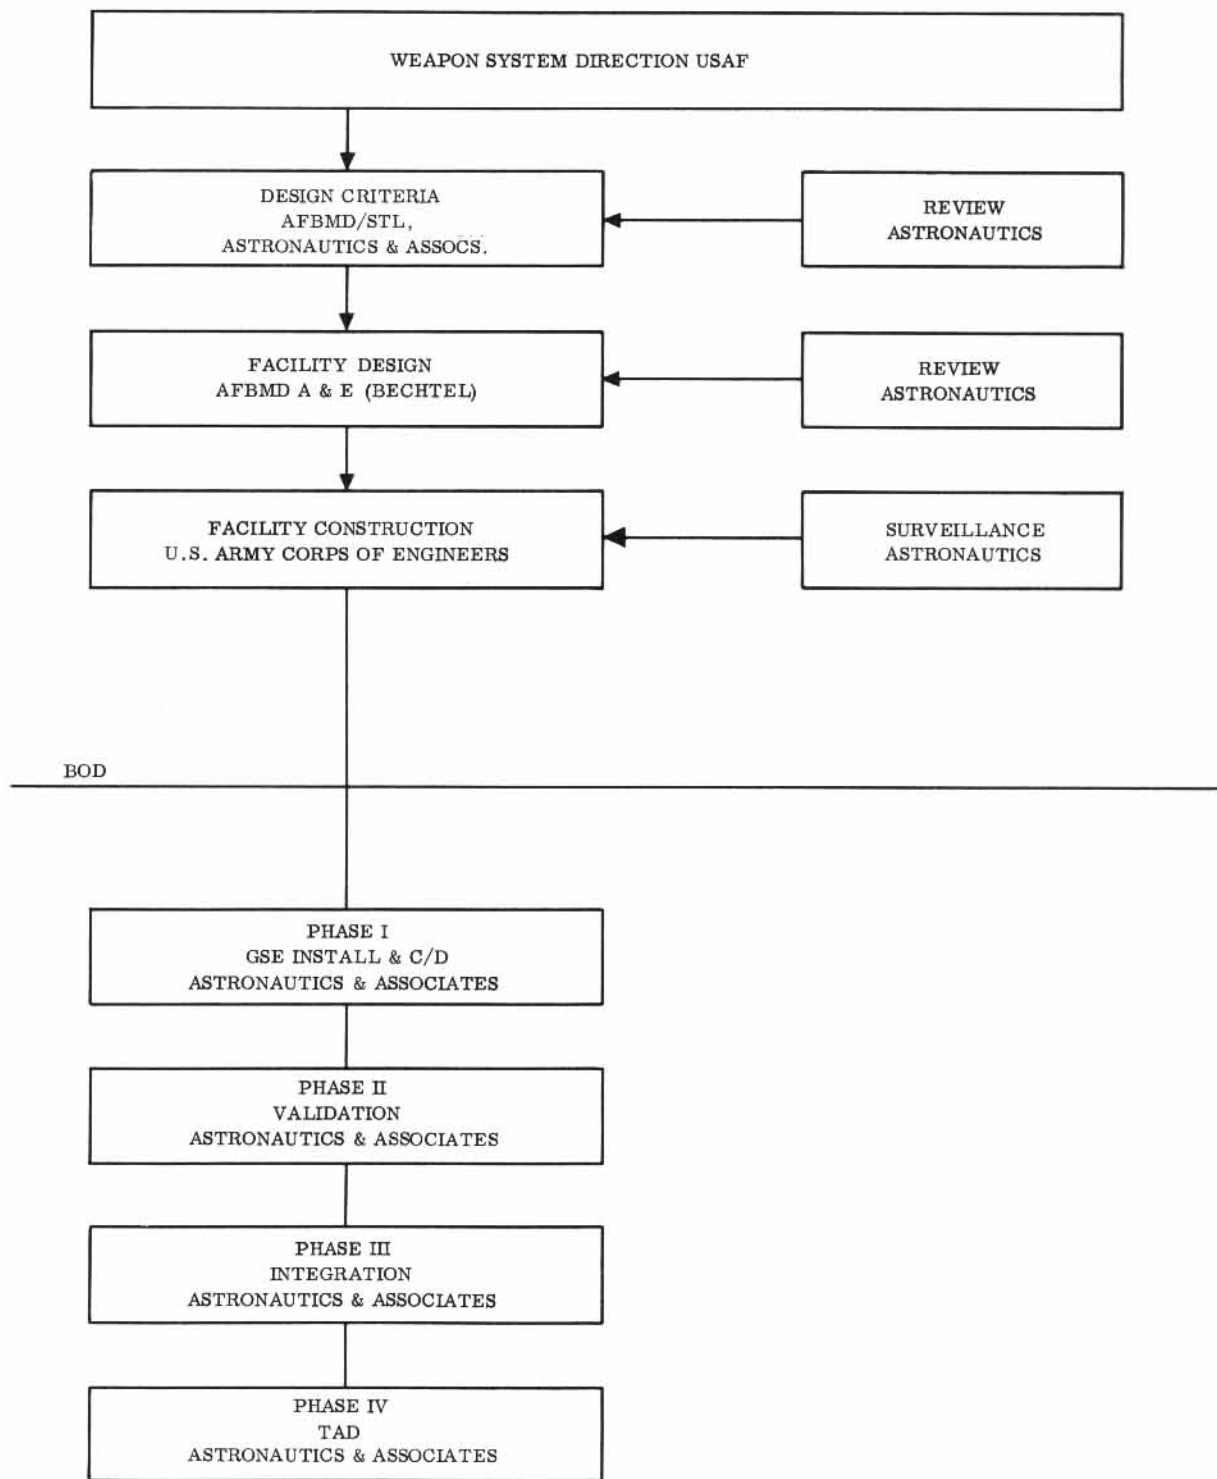 WEAPON SYSTEM DIRECTION USAF
DESIGN CRITERIA
AFBMD/STL,
ASTRONAUTICS & ASSOCS.
REVIEW
ASTRONAUTICS
FACILITY DESIGN
AFBMD A & E (BECHTEL)
REVIEW
ASTRONAUTICS
FACILITY CONSTRUCTION
U.S. ARMY CORPS OF ENGINEERS
SURVEILLANCE
ASTRONAUTICS
BOD
PHASE I
GSE INSTALL & C/D
ASTRONAUTICS & ASSOCIATES
PHASE II
VALIDATION
ASTRONAUTICS & ASSOCIATES
PHASE III
INTEGRATION
ASTRONAUTICS & ASSOCIATES
PHASE IV
TAD
ASTRONAUTICS & ASSOCIATES